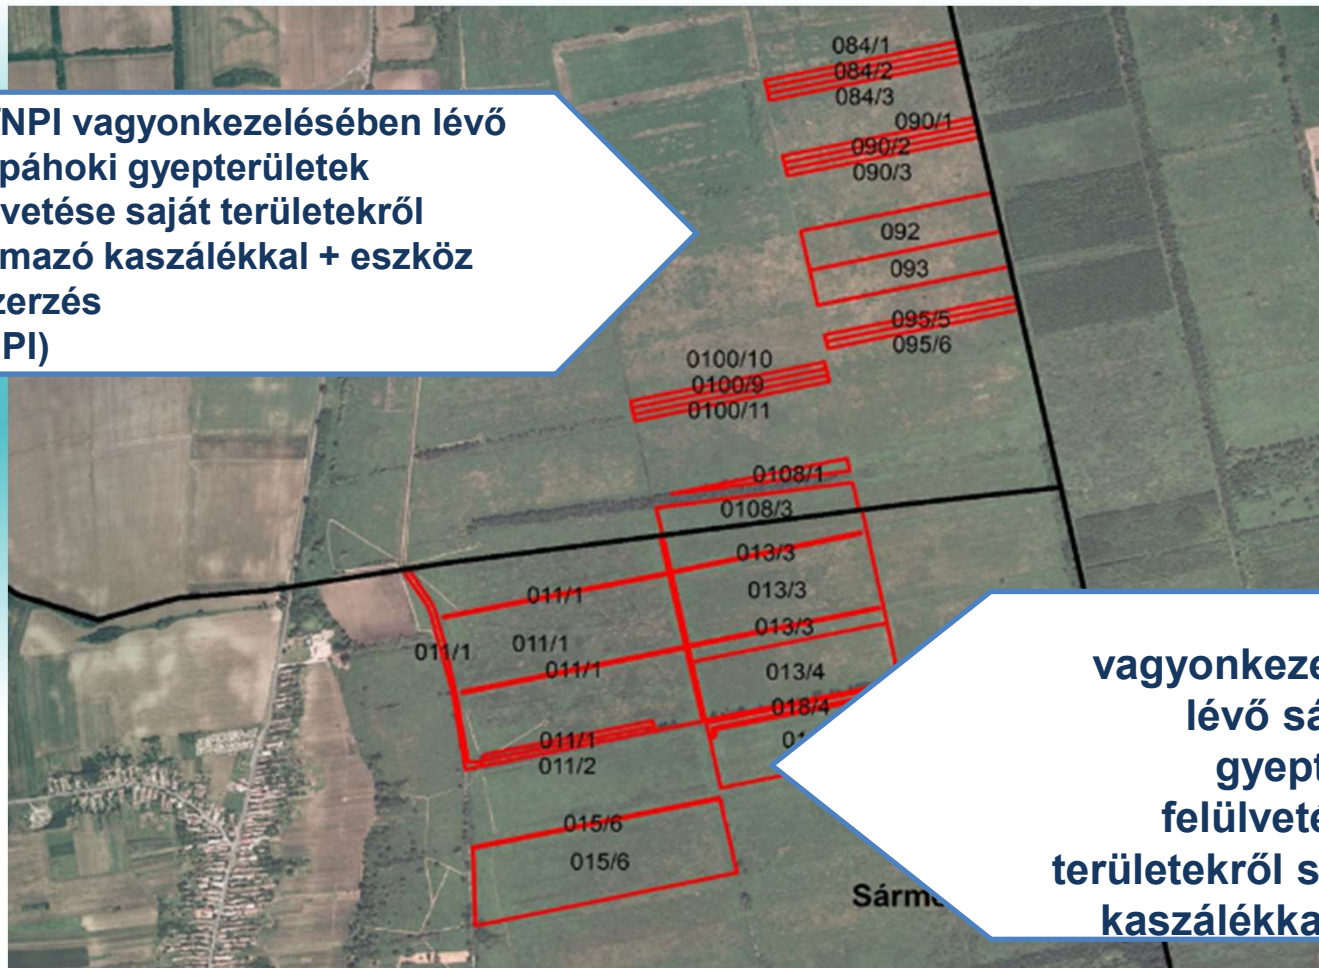 084/1
084/2
084/3
NPI vagyonkezelésében lévő
páhoki gyepterületek
vetése saját területekről
mazó kaszálékkal + eszköz
zerzés
PI)
090/1
090/2
090/3
092
093
095/5
095/6
0100/10
0100/9
0100/11
0108/1
0108/3
013/3
011/1
013/3
013/3
011/1
011/1
011/1
013/4
018/4
011/1
011/2
015/6
015/6
vagyonkeze
lévő sá
gyept
felülveté
területekről s
kaszálékka
Sárm